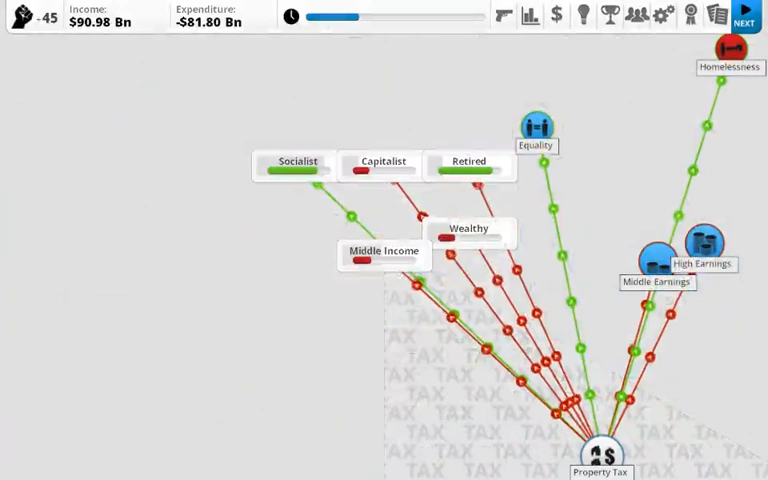 -45
Income:
$90.98 Bn
Expenditure:
-$81.80 Bn
NEXT
Homelessness
Equality
Socialist
Capitalist
Retired
Wealthy
Middle Income
High Earnings
Middle Earnings
TAX TAX TAX TAX TAX
Property Tax